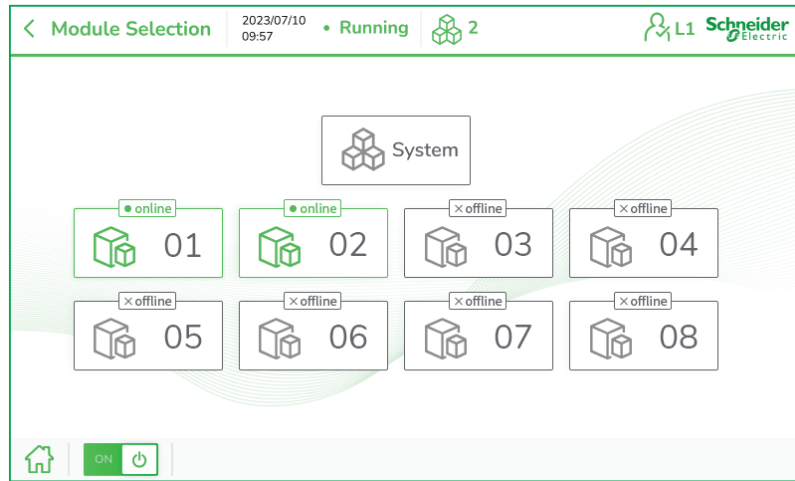 Module Selection
2023/07/10
09:57
• Running
2
L1
Schneider
Electric
System
• online
• online
× offline
× offline
01
02
03
04
× offline
× offline
× offline
× offline
05
06
07
08
ON